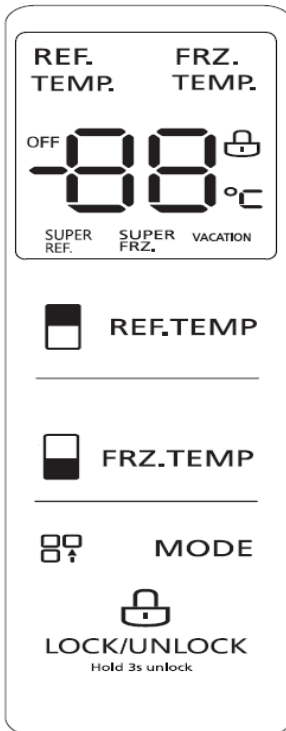 REF. FRZ.
TEMP. TEMP.
OFF
-88
°C
SUPER REF. SUPER FRZ. VACATION
REF.TEMP
FRZ.TEMP
MODE
LOCK/UNLOCK
Hold 3s unlock